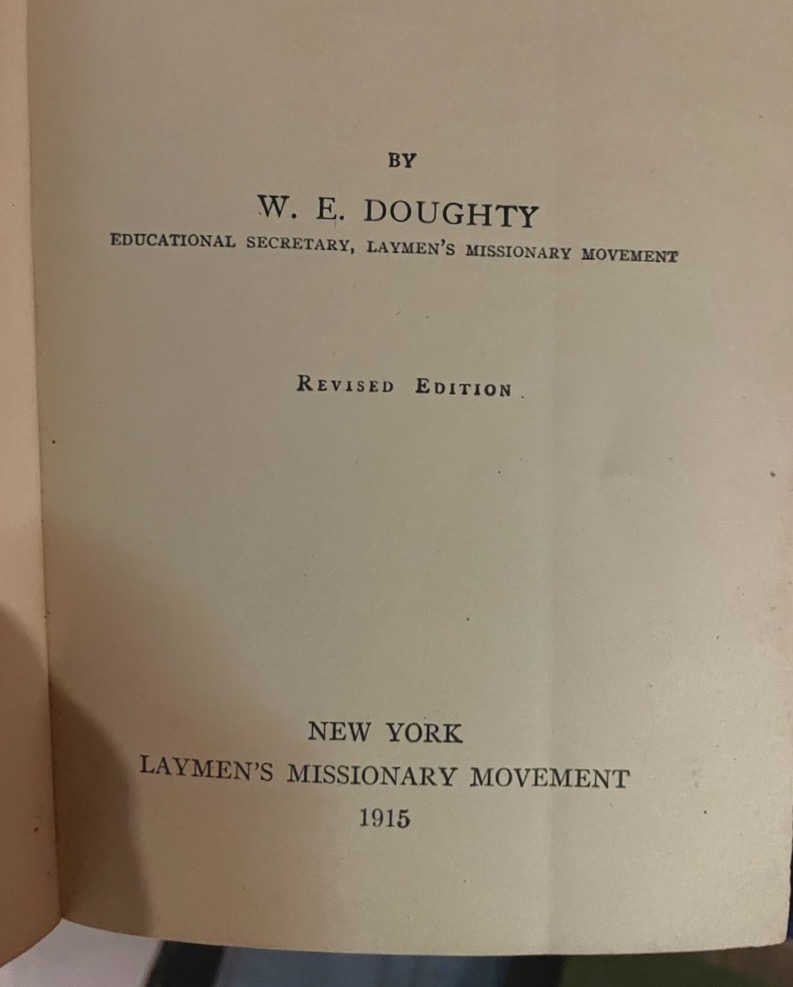 BY
W. E. DOUGHTY
EDUCATIONAL SECRETARY, LAYMEN'S MISSIONARY MOVEMENT
REVISED EDITION
NEW YORK
LAYMEN'S MISSIONARY MOVEMENT
1915